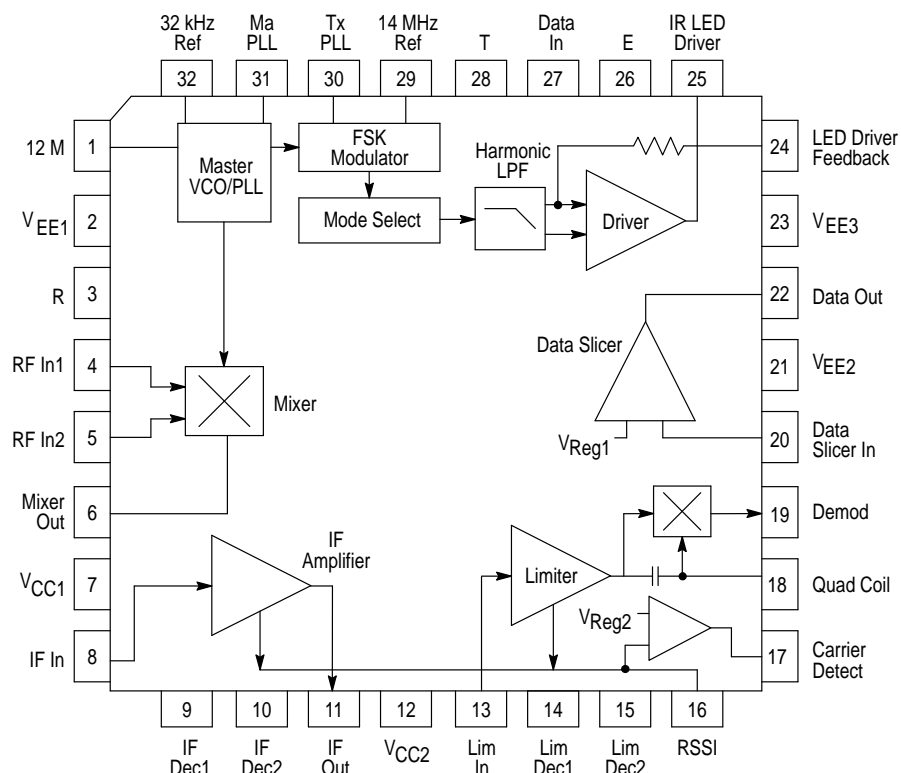 32 kHz
Ref
Ma
PLL
Tx
PLL
14 MHz
Ref
T
Data
In
E
IR LED
Driver
32
31
30
29
28
27
26
25
12 M
1
Master
VCO/PLL
FSK
Modulator
Mode Select
Harmonic
LPF
Driver
24
LED Driver
Feedback
VEE1
2
23
VEE3
R
3
22
Data Out
RF In1
4
Mixer
Data Slicer
21
VEE2
RF In2
5
VReg1
20
Data
Slicer In
Mixer
Out
6
19
Demod
IF
Amplifier
Limiter
VCC1
7
18
Quad Coil
IF In
8
VReg2
17
Carrier
Detect
9
10
11
12
13
14
15
16
IF
Dec1
IF
Dec2
IF
Out
VCC2
Lim
In
Lim
Dec1
Lim
Dec2
RSSI